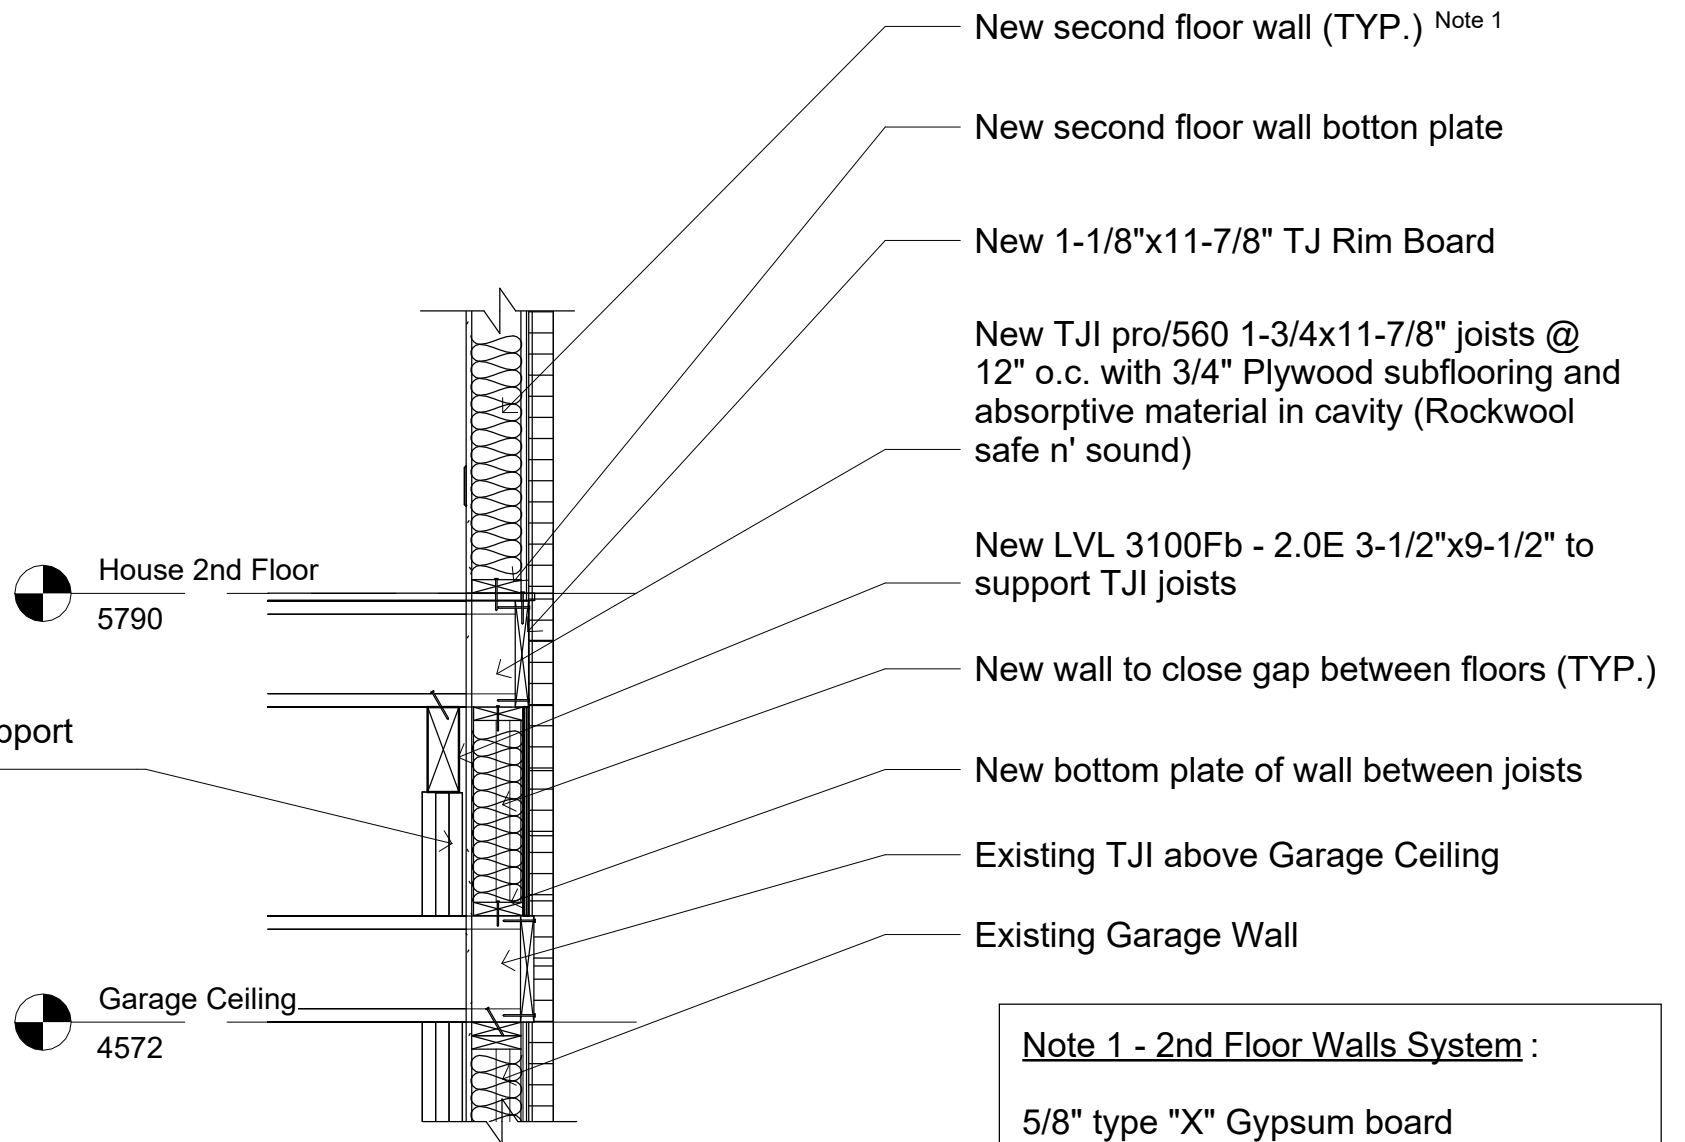 New second floor wall (TYP.) Note 1
New second floor wall botton plate
New 1-1/8"x11-7/8" TJ Rim Board
New TJI pro/560 1-3/4x11-7/8" joists @
12" o.c. with 3/4" Plywood subflooring and
absorptive material in cavity (Rockwool
safe n' sound)
New LVL 3100Fb - 2.0E 3-1/2"x9-1/2" to
support TJI joists
House 2nd Floor
5790
New wall to close gap between floors (TYP.)
New bottom plate of wall between joists
Existing TJI above Garage Ceiling
Existing Garage Wall
Garage Ceiling
4572
Note 1 - 2nd Floor Walls System :
5/8" type "X" Gypsum board